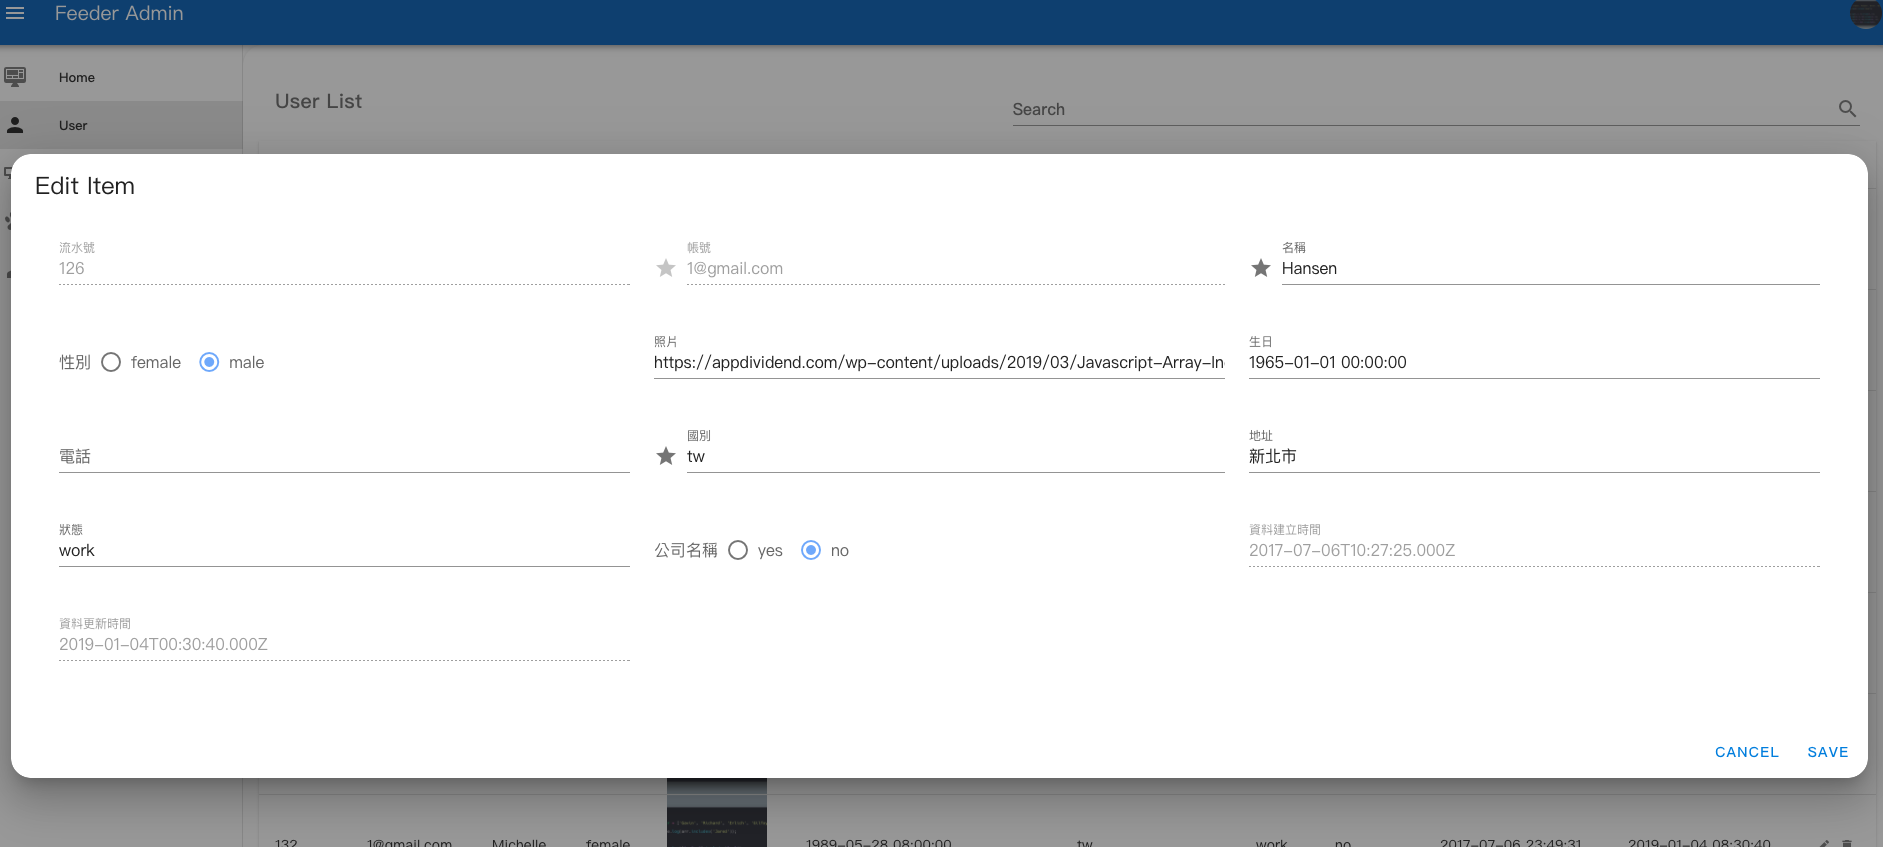 Feeder Admin
Home
User
User List
Search
Edit Item
流水號
126
帳號
1@gmail.com
名稱
Hansen
性別 female male
照片
https://appdividend.com/wp-content/uploads/2019/03/Javascript-Array-In
生日
1965-01-01 00:00:00
電話
國別
tw
地址
新北市
狀態
work
公司名稱 yes no
資料建立時間
2017-07-06T10:27:25.000Z
資料更新時間
2019-01-04T00:30:40.000Z
CANCEL SAVE
132 1@gmail.com Michelle female 1989-05-28 08:00:00 tw work no 2017-07-06 23:49:31 2019-01-04 08:30:40